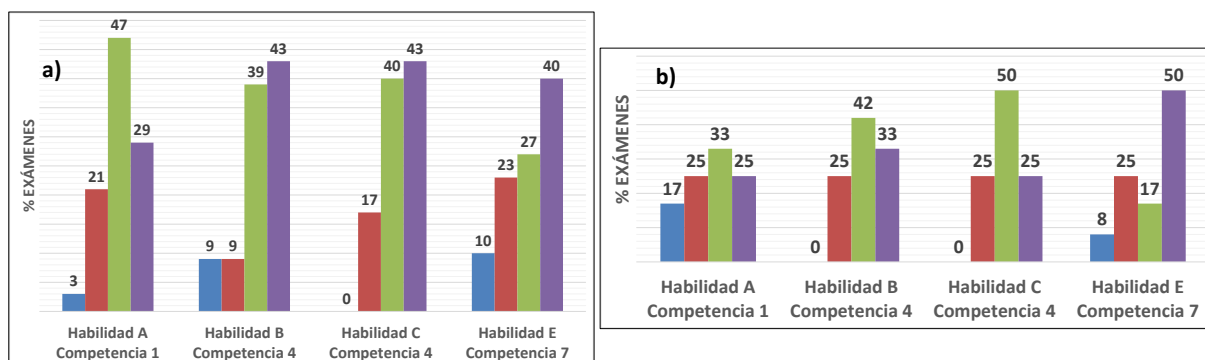 a)
% EXÁMENES
3
21
47
29
9
9
39
43
0
17
40
43
10
23
27
40
Habilidad A
Competencia 1
Habilidad B
Competencia 4
Habilidad C
Competencia 4
Habilidad E
Competencia 7
b)
% EXÁMENES
17
25
33
25
0
25
42
33
0
25
50
25
8
25
17
50
Habilidad A
Competencia 1
Habilidad B
Competencia 4
Habilidad C
Competencia 4
Habilidad E
Competencia 7